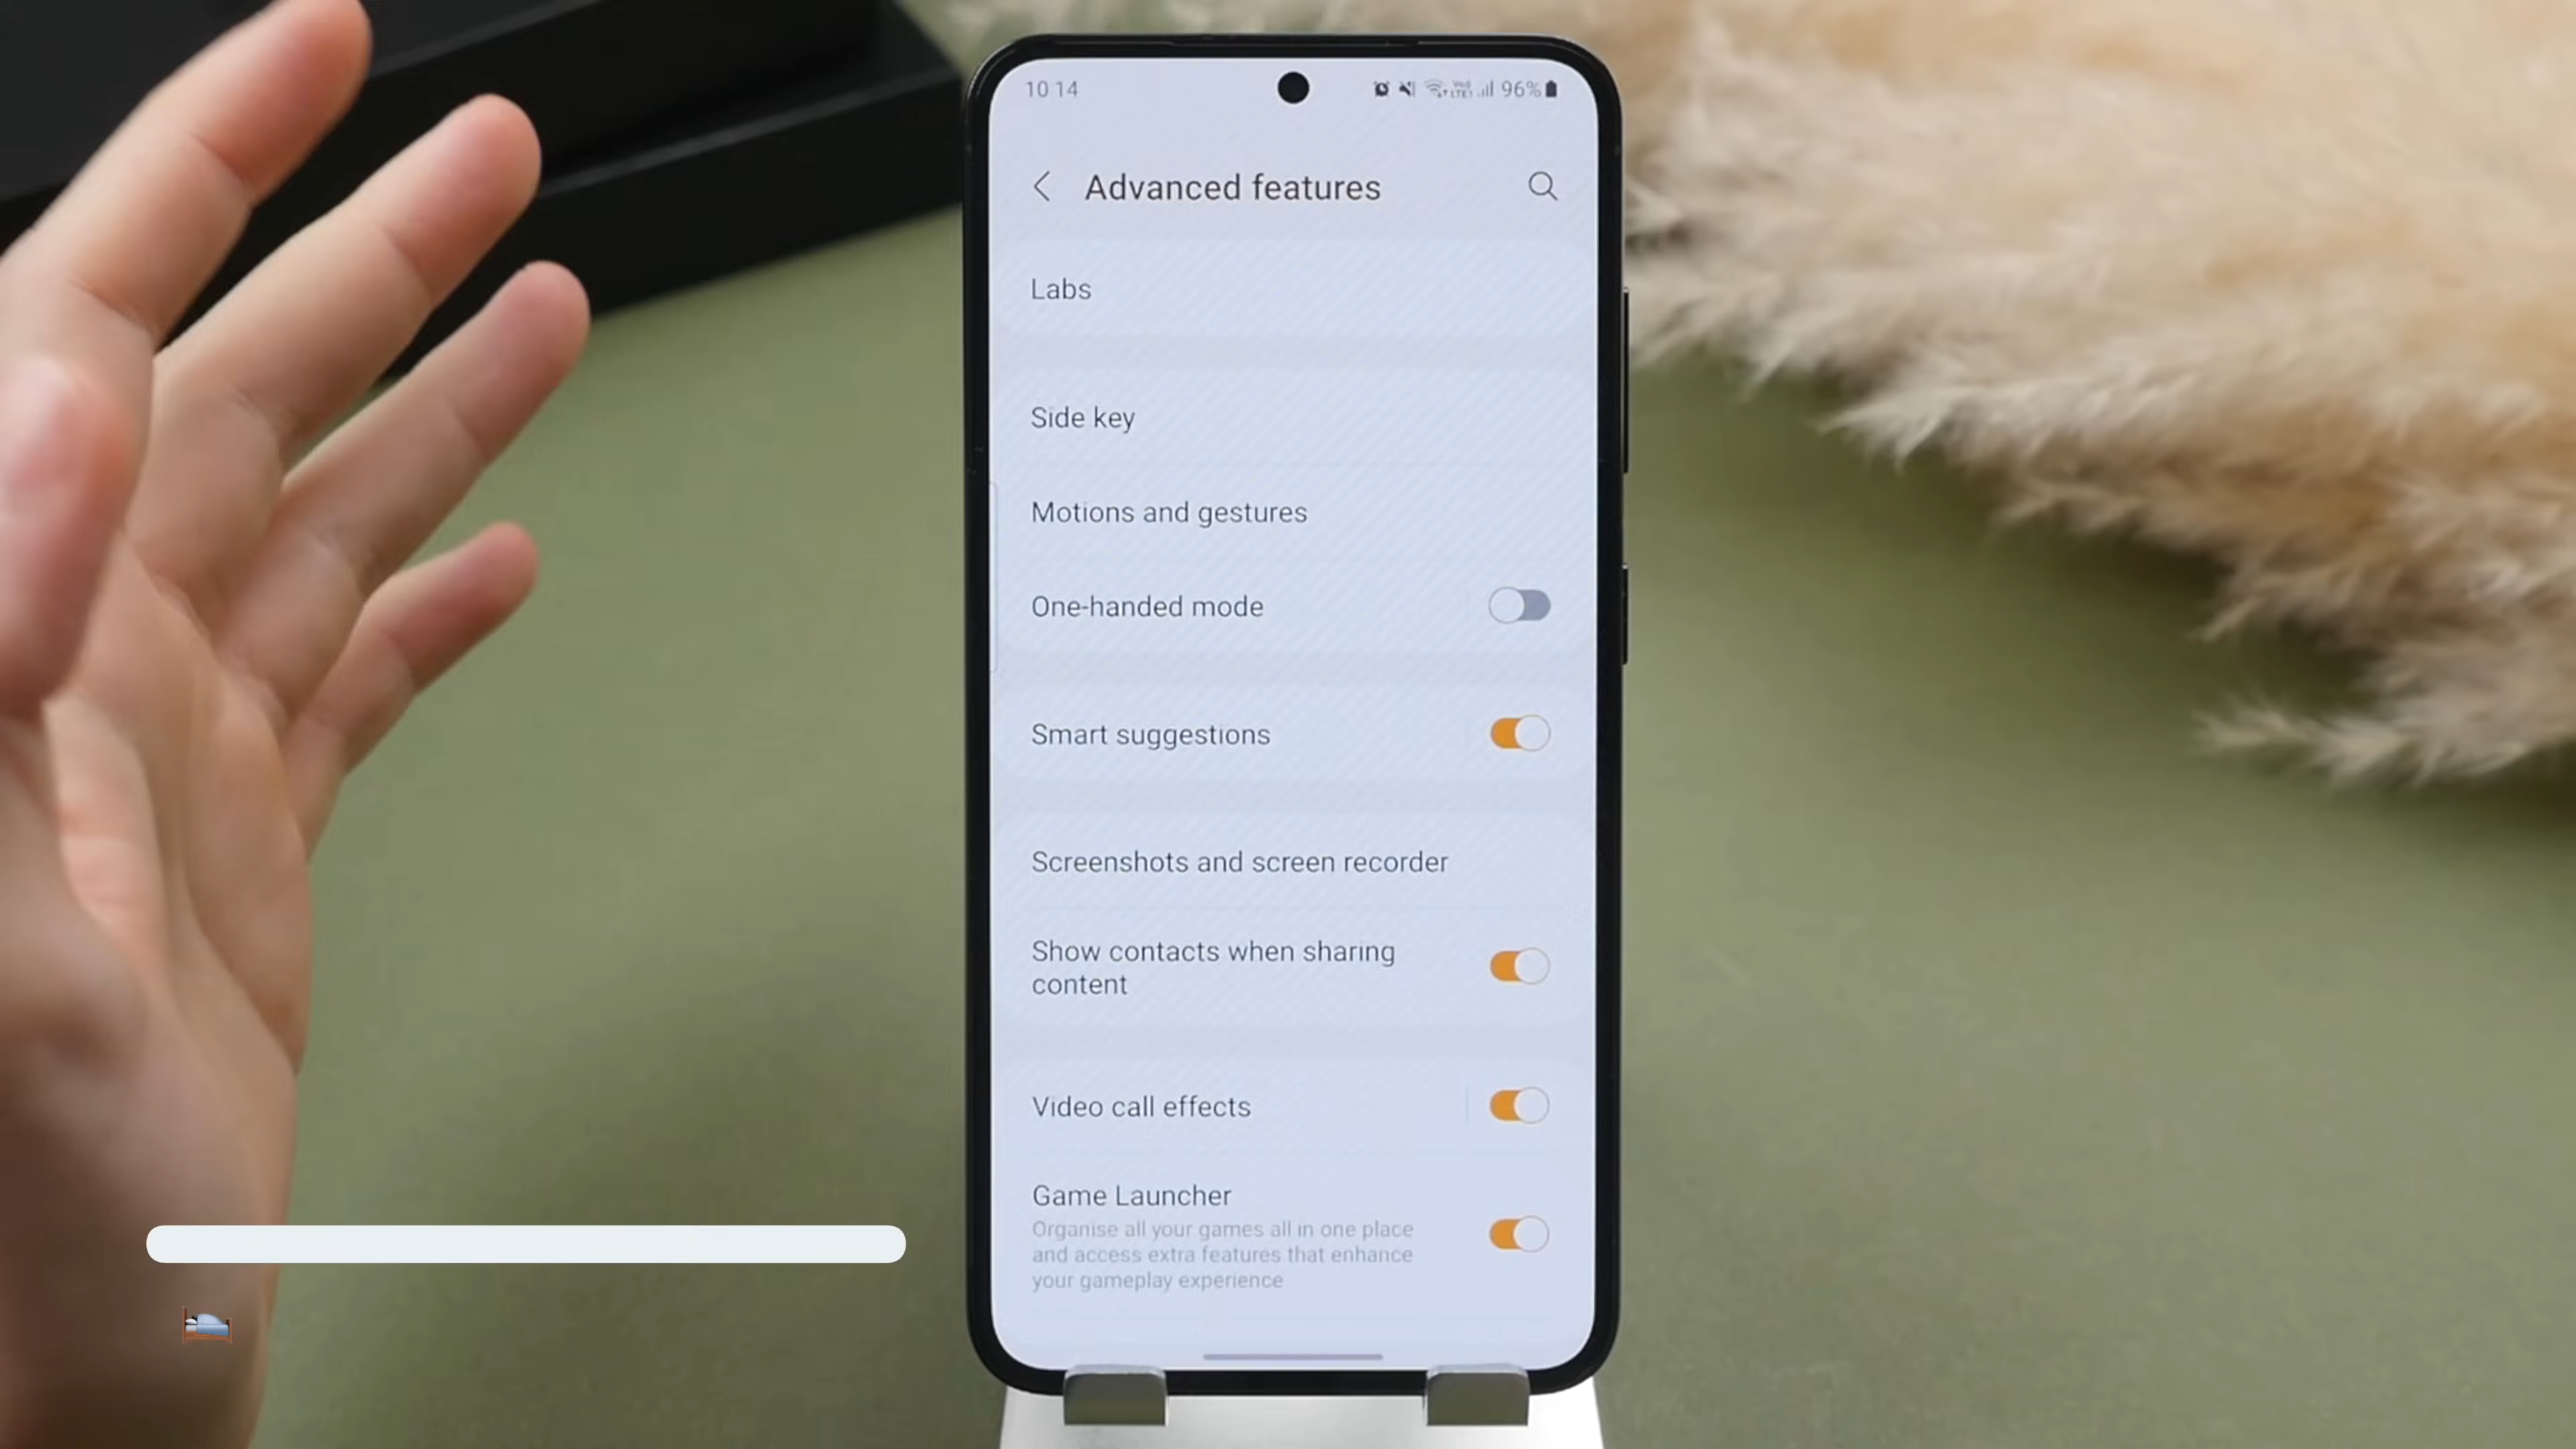 10:14
96%
Advanced features
Labs
Side key
Motions and gestures
One-handed mode
Smart suggestions
Screenshots and screen recorder
Show contacts when sharing
content
Video call effects
Game Launcher
Organise all your games all in one place
and access extra features that enhance
your gameplay experience